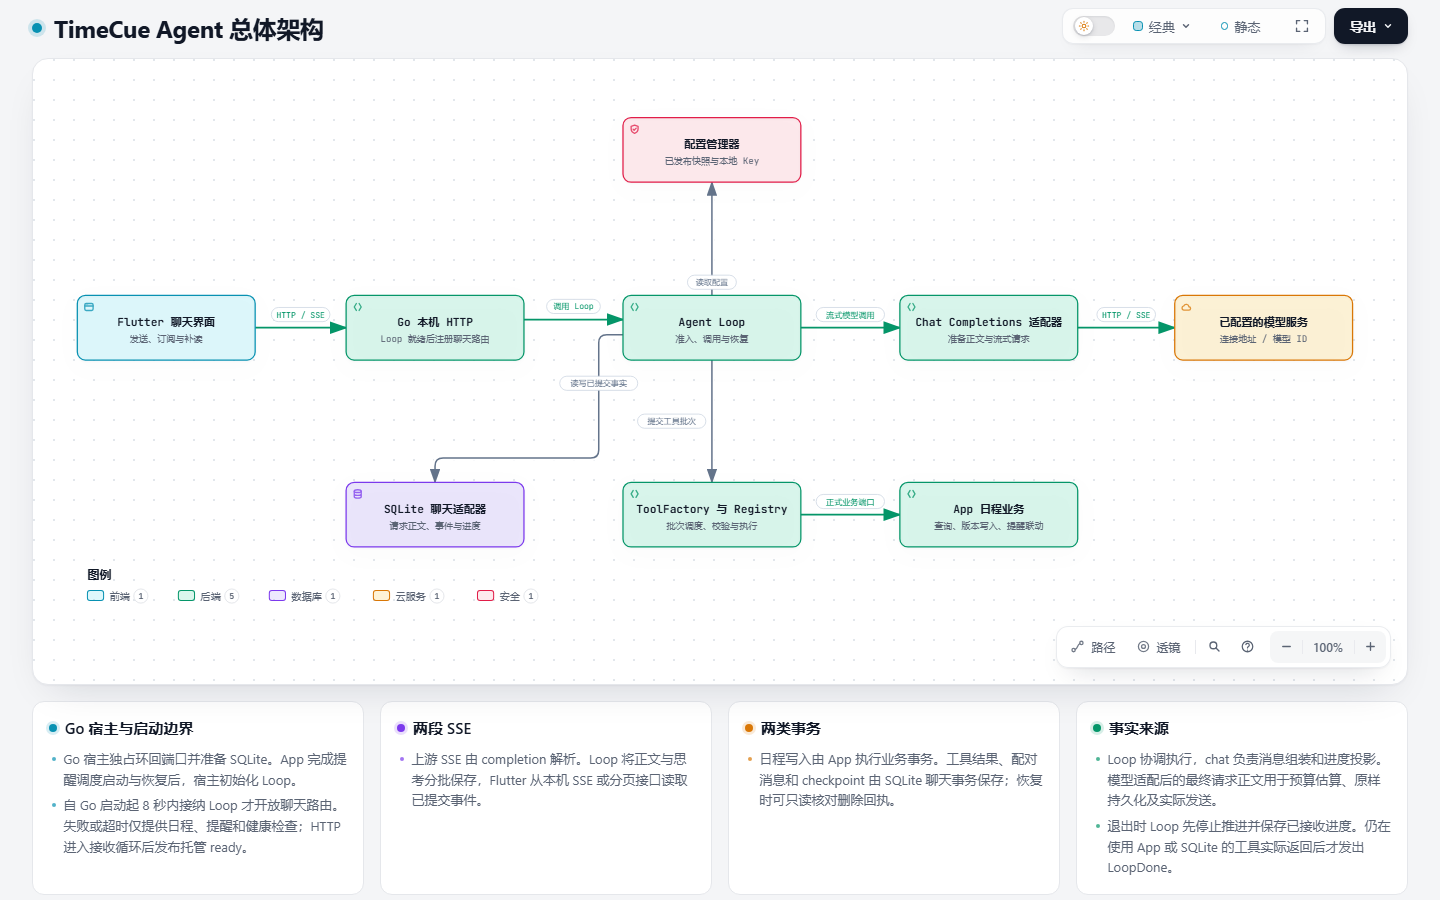 TimeCue Agent 总体架构
经典
静态
导出
配置管理器
已发布快照与本地 Key
读取配置
Flutter 聊天界面
发送、订阅与补读
HTTP / SSE
Go 本机 HTTP
Loop 就绪后注册聊天路由
调用 Loop
Agent Loop
准入、调用与恢复
流式模型调用
Chat Completions 适配器
准备正文与流式请求
HTTP / SSE
已配置的模型服务
连接地址 / 模型 ID
读写已提交事实
提交工具批次
SQLite 聊天适配器
请求正文、事件与进度
ToolFactory 与 Registry
批次调度、校验与执行
正式业务端口
App 日程业务
查询、版本写入、提醒联动
图例
前端 1
后端 5
数据库 1
云服务 1
安全 1
路径
透镜
100%
Go 宿主与启动边界
Go 宿主独占环回端口并准备 SQLite。App 完成提
醒调度启动与恢复后，宿主初始化 Loop。
自 Go 启动起 8 秒内接纳 Loop 才开放聊天路由。
失败或超时仅提供日程、提醒和健康检查；HTTP
进入接收循环后发布托管 ready。
两段 SSE
上游 SSE 由 completion 解析。Loop 将正文与思
考分批保存，Flutter 从本机 SSE 或分页接口读取
已提交事件。
两类事务
日程写入由 App 执行业务事务。工具结果、配对
消息和 checkpoint 由 SQLite 聊天事务保存；恢复
时可只读核对删除回执。
事实来源
Loop 协调执行，chat 负责消息组装和进度投影。
模型适配后的最终请求正文用于预算估算、原样
持久化及实际发送。
退出时 Loop 先停止推进并保存已接收进度。仍在
使用 App 或 SQLite 的工具实际返回后才发出
LoopDone。